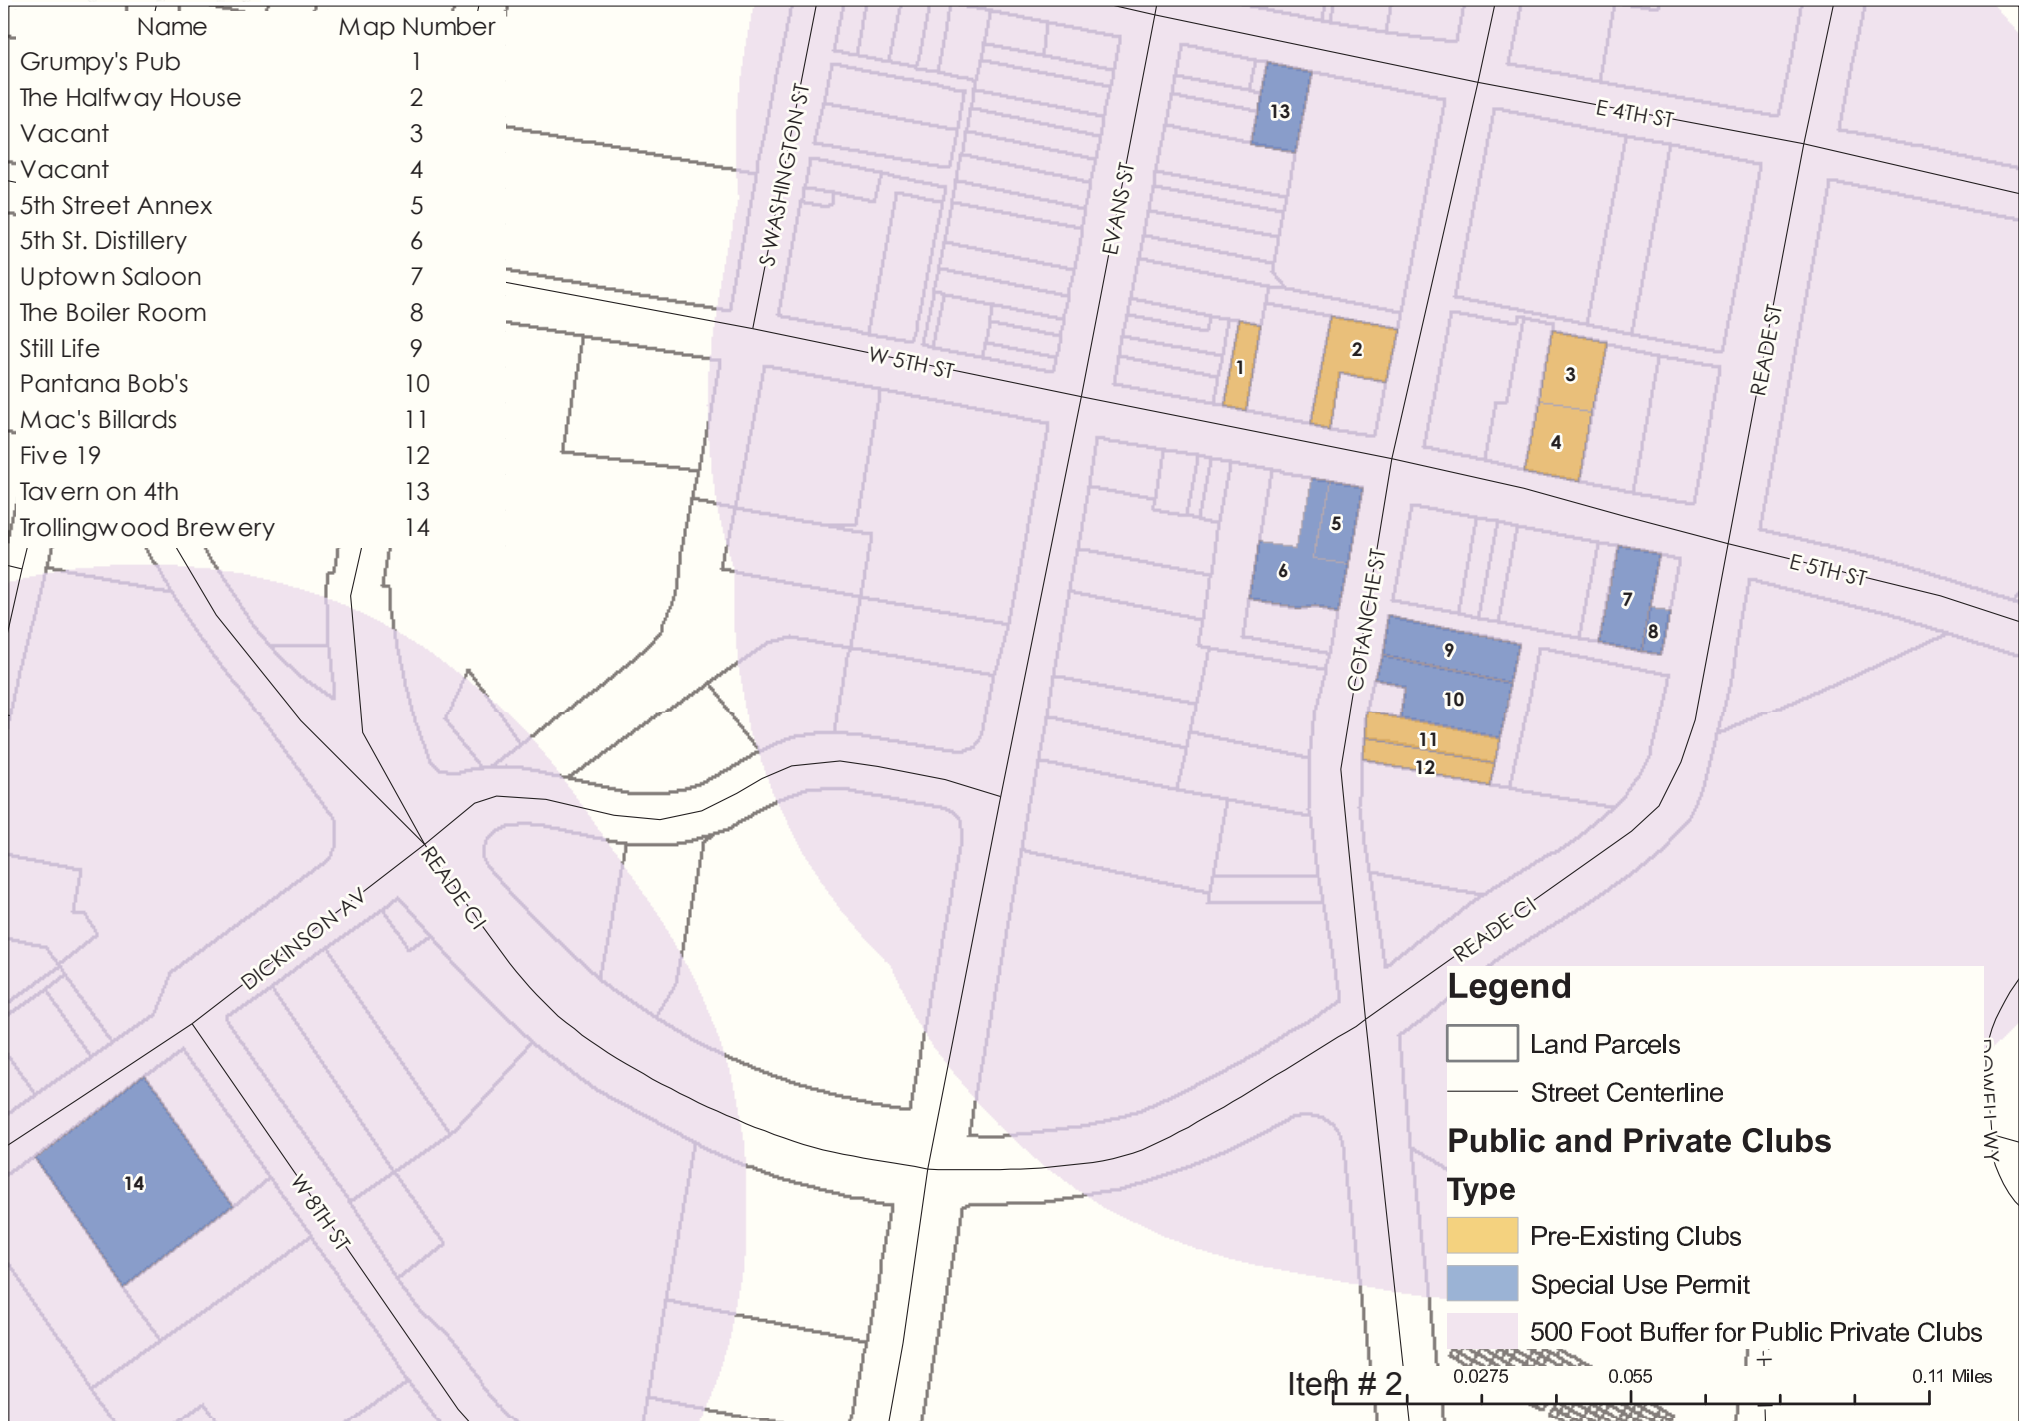 Name Map Number
Grumpy's Pub 1
The Halfway House 2
Vacant 3
Vacant 4
5th Street Annex 5
5th St. Distillery 6
Uptown Saloon 7
The Boiler Room 8
Still Life 9
Pantana Bob's 10
Mac's Billards 11
Five 19 12
Tavern on 4th 13
Trollingwood Brewery 14
S WASHINGTON ST
EVANS ST
E 4TH ST
READE ST
W 5TH ST
E 5TH ST
COTANCHE ST
READE CI
DICKINSON AV
READE CI
W 8TH ST
13
1
2
3
4
5
6
7
8
9
10
11
12
14
Legend
Land Parcels
Street Centerline
Public and Private Clubs
Type
Pre-Existing Clubs
Special Use Permit
500 Foot Buffer for Public Private Clubs
Item # 2
0 0.0275 0.055 0.11 Miles